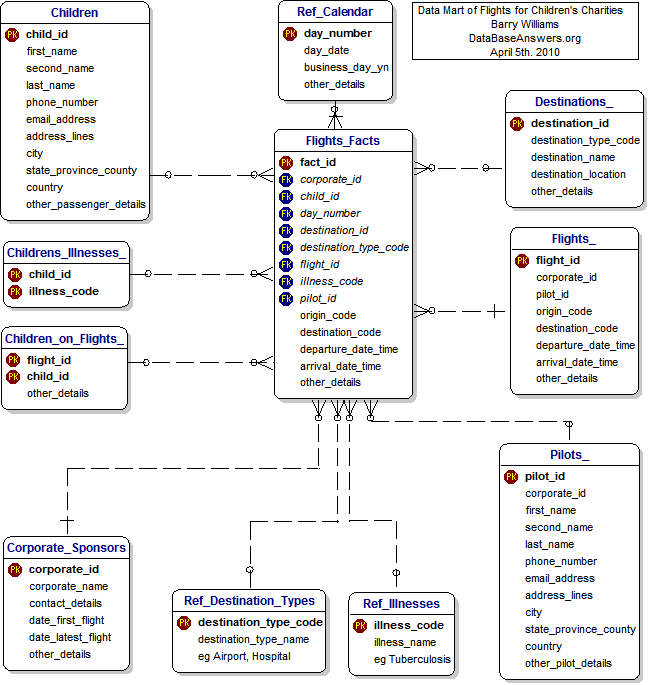 Children
PK child_id
first_name
second_name
last_name
phone_number
email_address
address_lines
city
state_province_county
country
other_passenger_details
Ref_Calendar
PK day_number
day_date
business_day_yn
other_details
Data Mart of Flights for Children's Charities
Barry Williams
DataBaseAnswers.org
April 5th. 2010
Flights_Facts
PK fact_id
FK corporate_id
FK child_id
FK day_number
FK destination_id
FK destination_type_code
FK flight_id
FK illness_code
FK pilot_id
origin_code
destination_code
departure_date_time
arrival_date_time
other_details
Destinations_
PK destination_id
destination_type_code
destination_name
destination_location
other_details
Childrens_Illnesses_
PK child_id
PK illness_code
Flights_
PK flight_id
corporate_id
pilot_id
origin_code
destination_code
departure_date_time
arrival_date_time
other_details
Children_on_Flights_
PK flight_id
PK child_id
other_details
Pilots_
PK pilot_id
corporate_id
first_name
second_name
last_name
phone_number
email_address
address_lines
city
state_province_county
country
other_pilot_details
Corporate_Sponsors
PK corporate_id
corporate_name
contact_details
date_first_flight
date_latest_flight
other_details
Ref_Destination_Types
PK destination_type_code
destination_type_name
eg Airport, Hospital
Ref_Illnesses
PK illness_code
illness_name
eg Tuberculosis